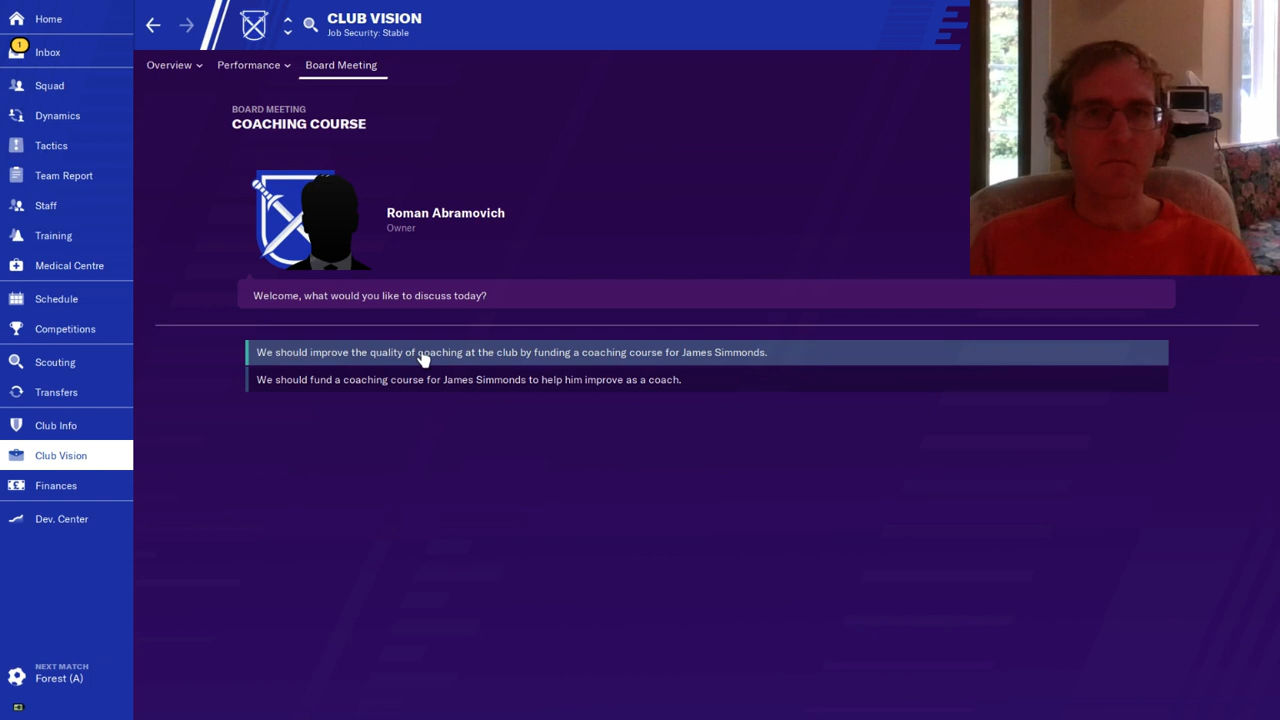 Home
CLUB VISION
Job Security: Stable
1
Inbox
Overview
Performance
Board Meeting
Squad
Dynamics
Tactics
Team Report
Staff
Training
Medical Centre
Schedule
Competitions
Scouting
Transfers
Club Info
Club Vision
Finances
Dev. Center
NEXT MATCH
Forest (A)
BOARD MEETING
COACHING COURSE
Roman Abramovich
Owner
Welcome, what would you like to discuss today?
We should improve the quality of coaching at the club by funding a coaching course for James Simmonds.
We should fund a coaching course for James Simmonds to help him improve as a coach.